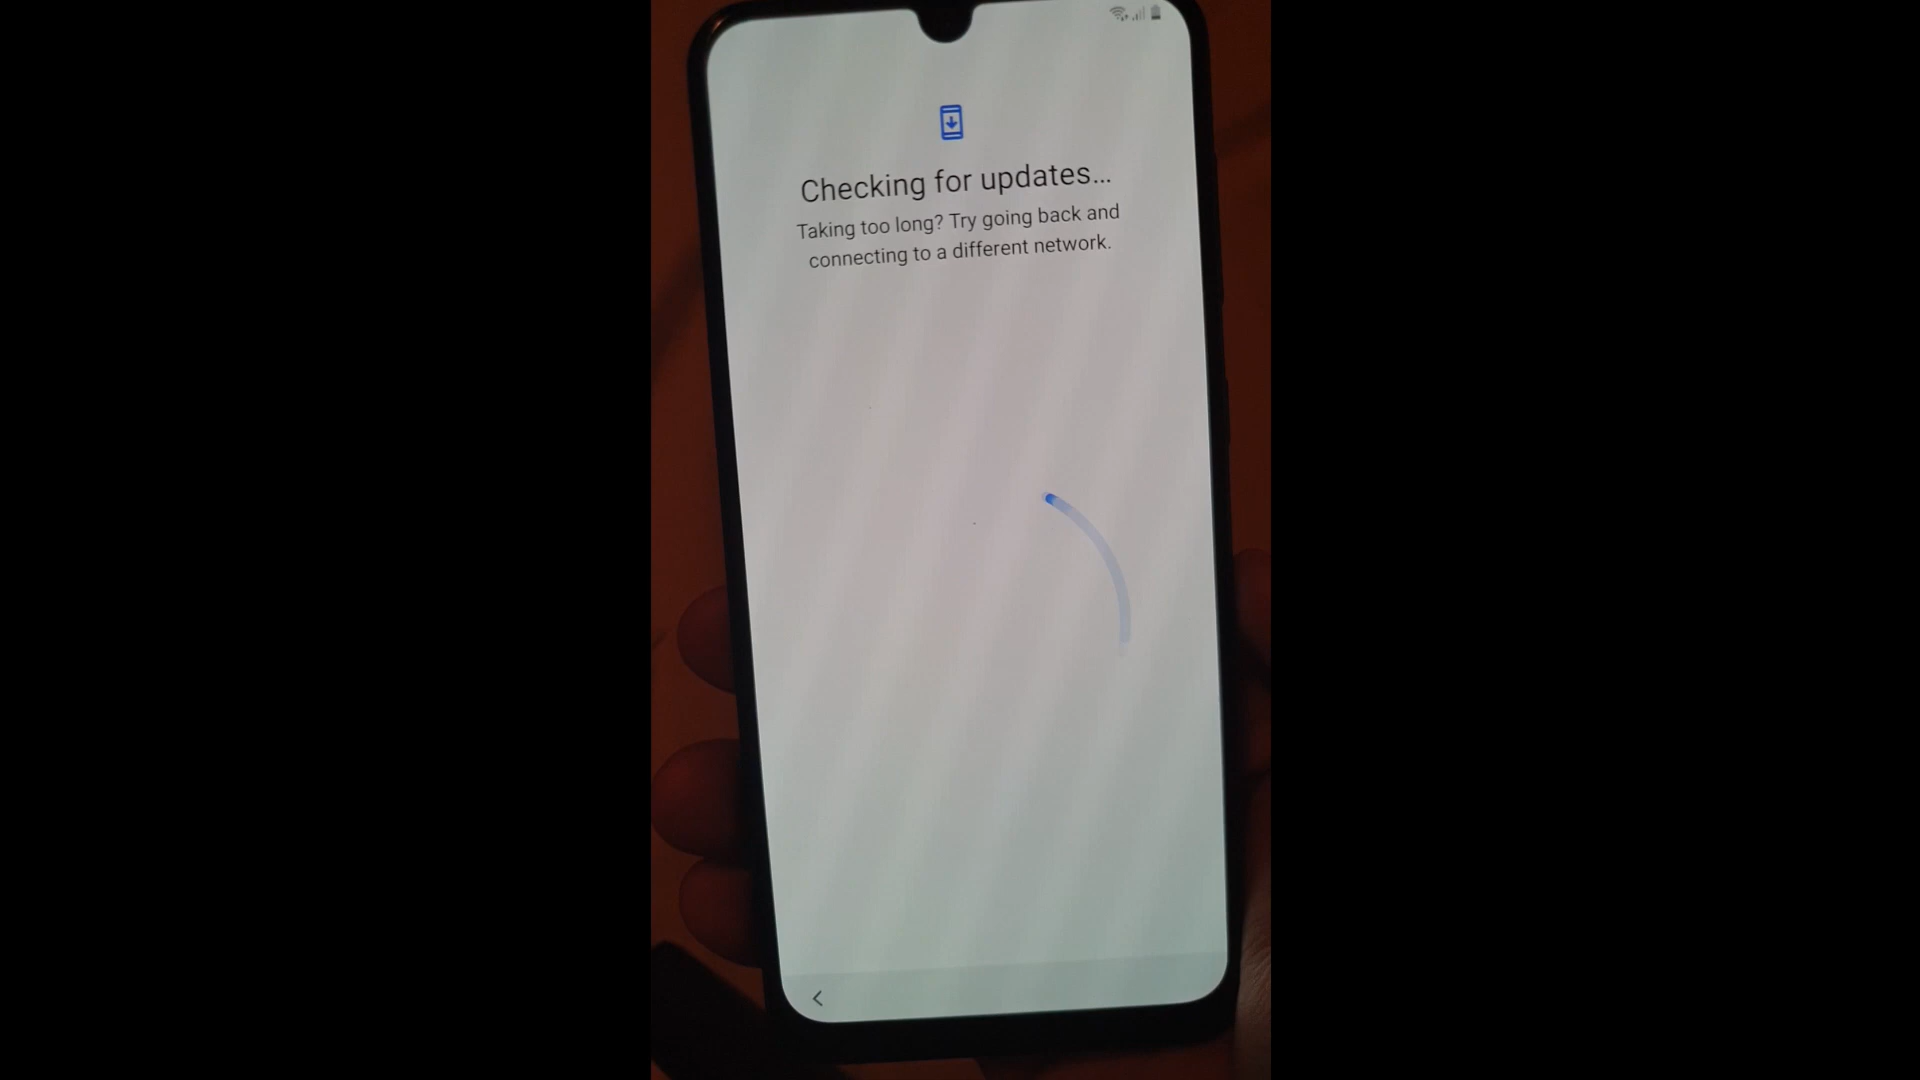 Checking for updates...
Taking too long? Try going back and
connecting to a different network.